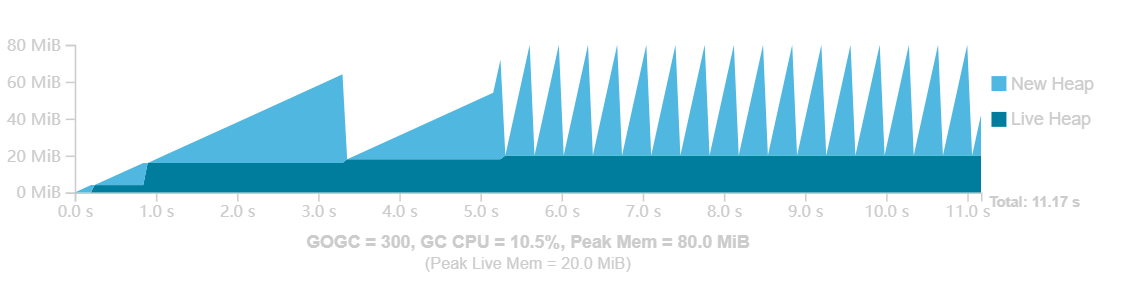 80 MiB
60 MiB
40 MiB
20 MiB
0 MiB
0.0 s 1.0 s 2.0 s 3.0 s 4.0 s 5.0 s 6.0 s 7.0 s 8.0 s 9.0 s 10.0 s 11.0 s
New Heap
Live Heap
Total: 11.17 s
GOGC = 300, GC CPU = 10.5%, Peak Mem = 80.0 MiB
(Peak Live Mem = 20.0 MiB)